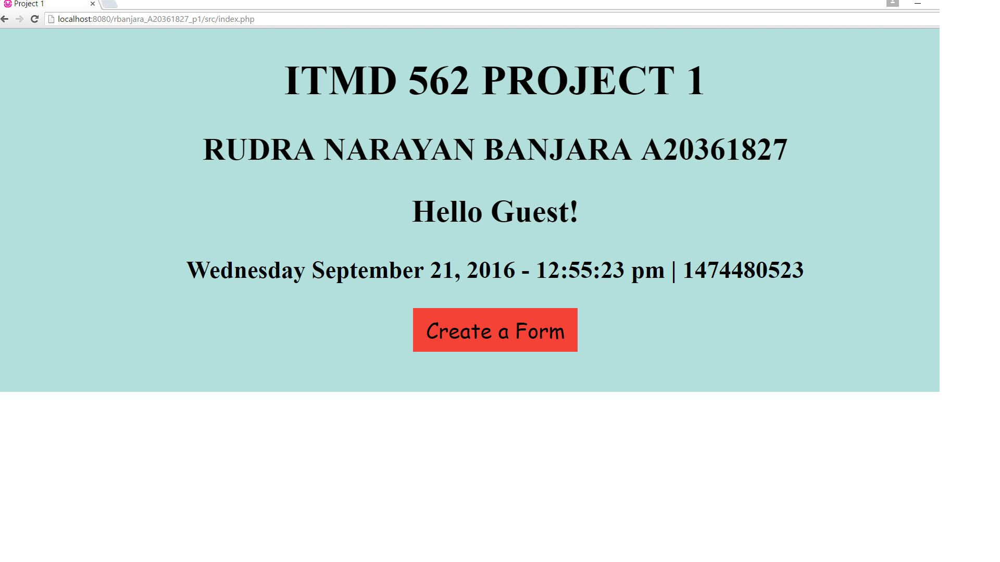 Project 1
localhost:8080/rbanjara_A20361827_p1/src/index.php
ITMD 562 PROJECT 1
RUDRA NARAYAN BANJARA A20361827
Hello Guest!
Wednesday September 21, 2016 - 12:55:23 pm | 1474480523
Create a Form